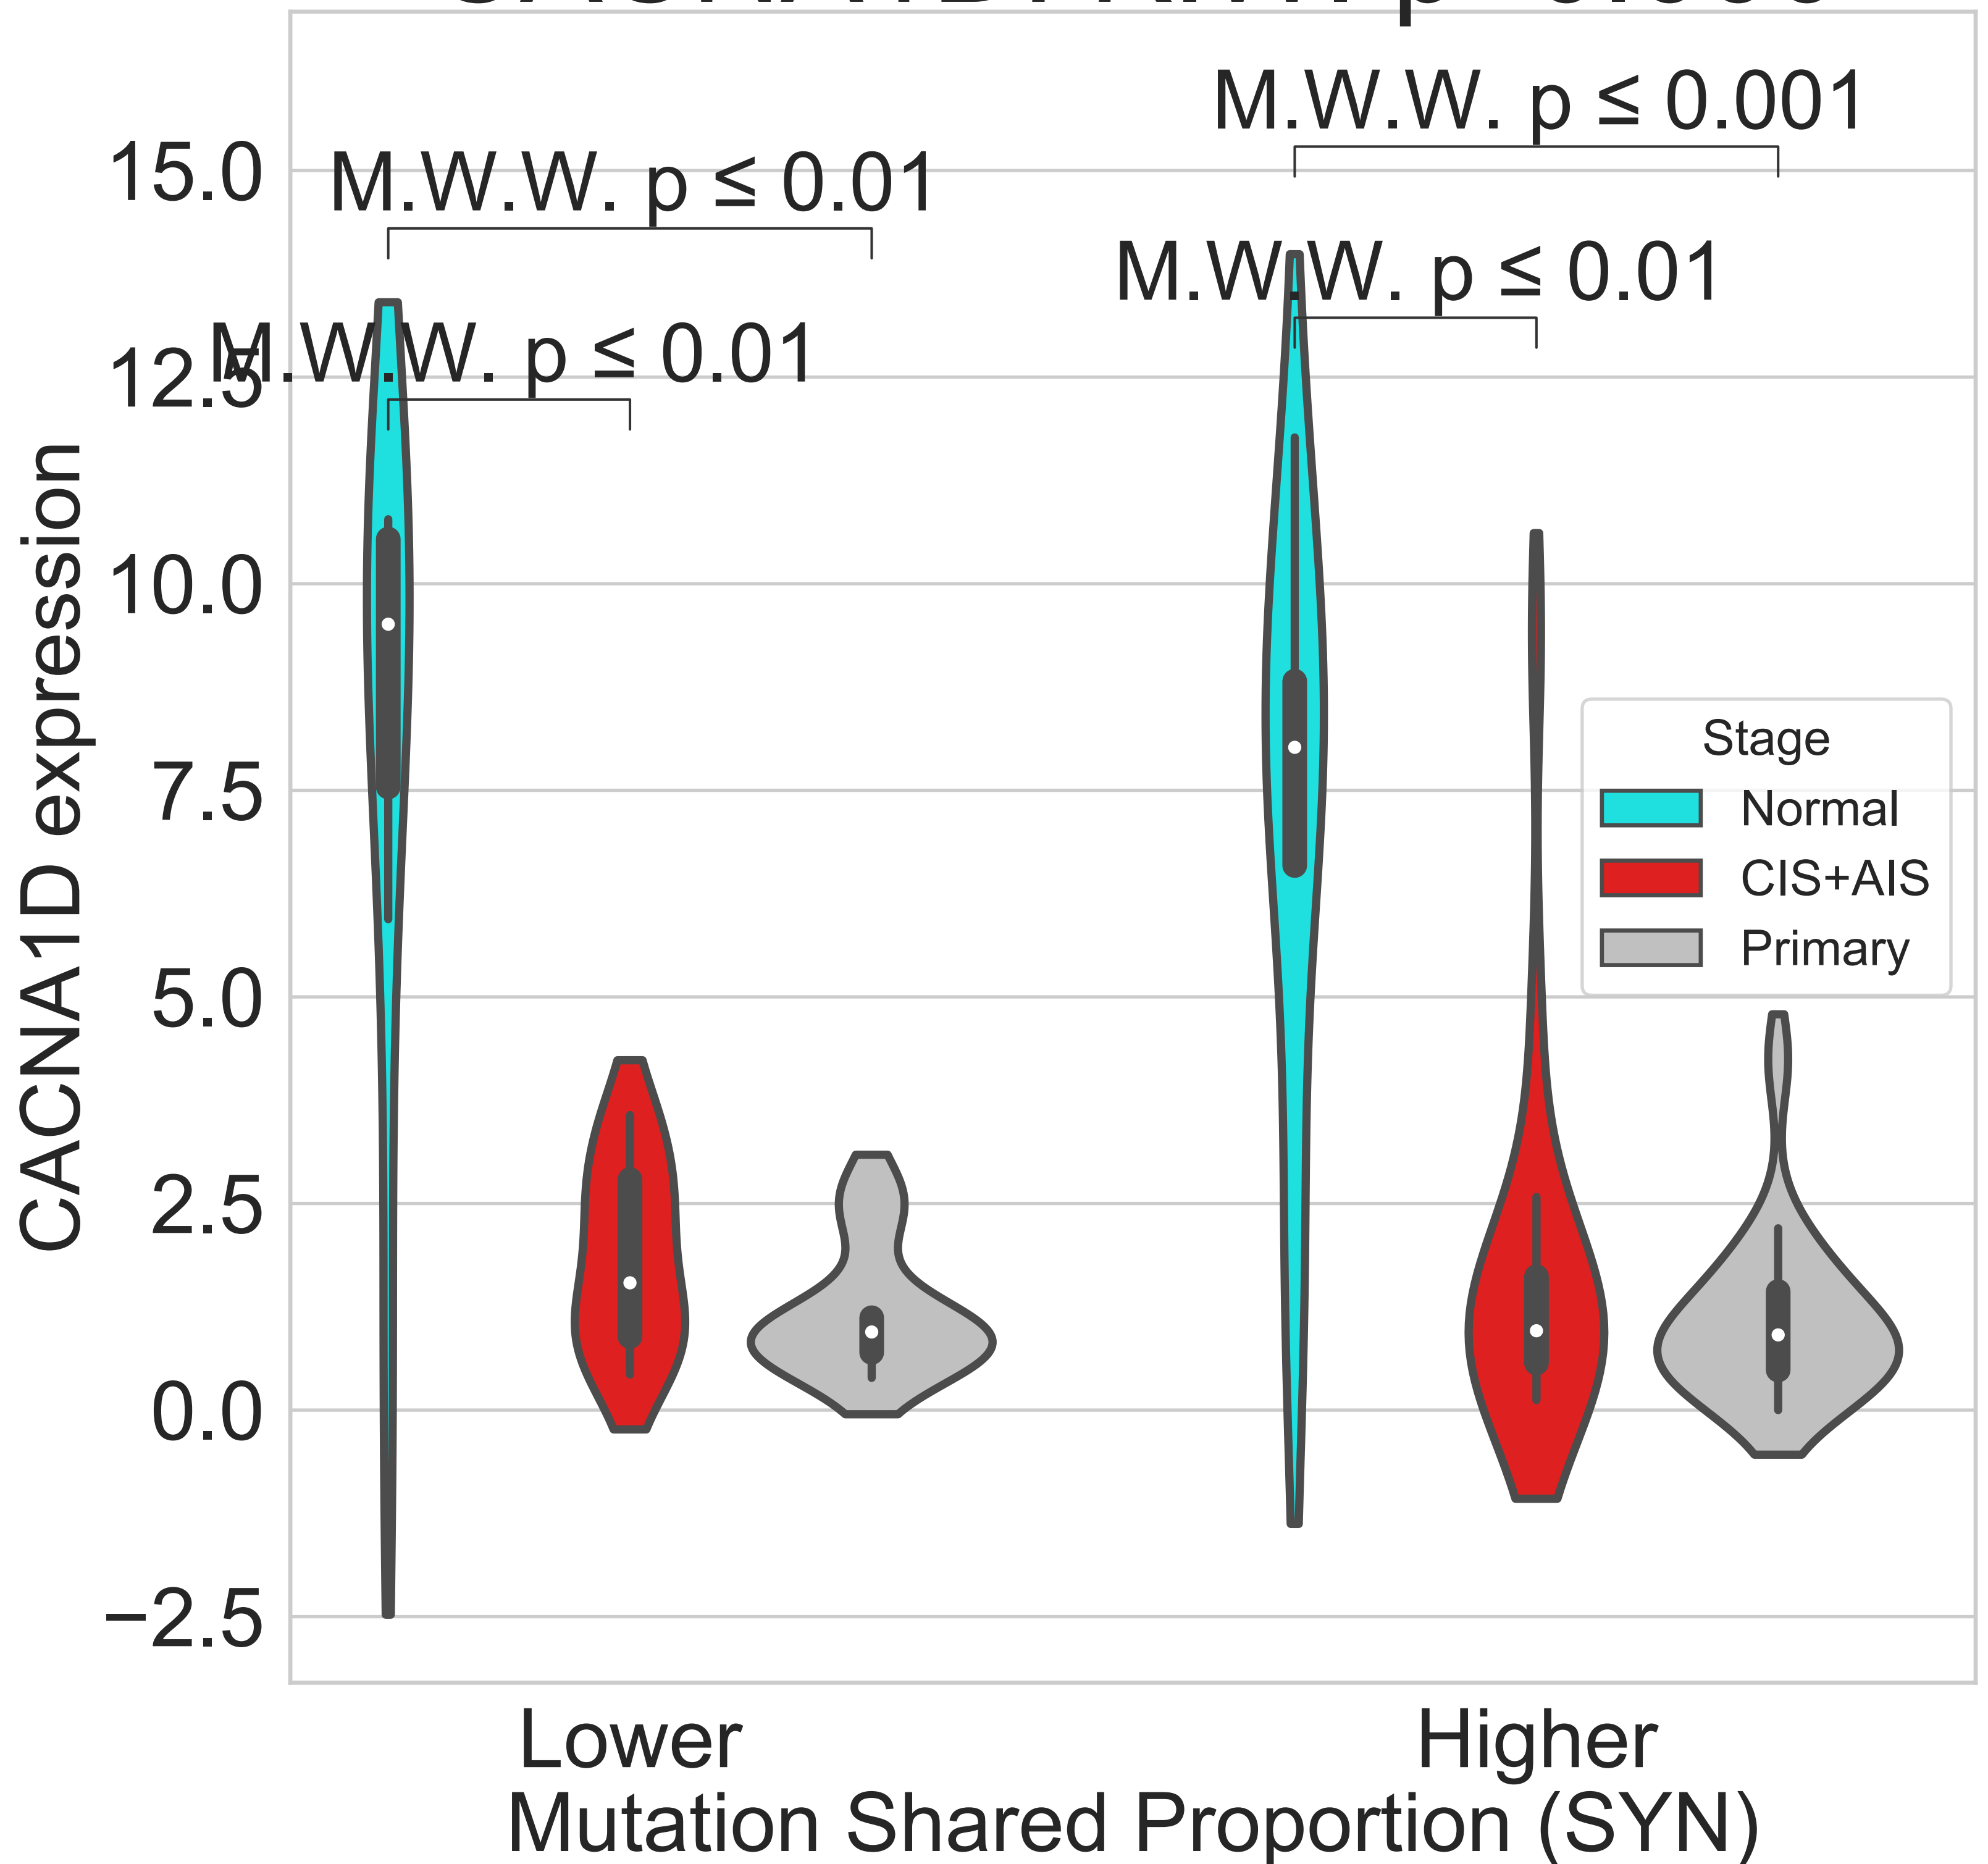 M.W.W. p ≤ 0.001
M.W.W. p ≤ 0.01
M.W.W. p ≤ 0.01
M.W.W. p ≤ 0.01
15.0
12.5
10.0
7.5
5.0
2.5
0.0
−2.5
CACNA1D expression
Stage
Normal
CIS+AIS
Primary
Lower
Higher
Mutation Shared Proportion (SYN)